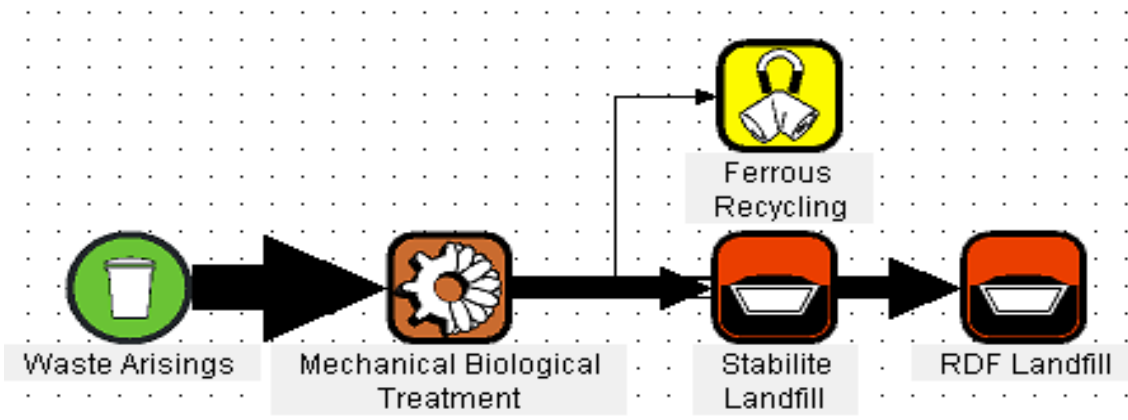 Ferrous
Recycling
Waste Arisings
Mechanical Biological
Treatment
Stabilite
Landfill
RDF Landfill